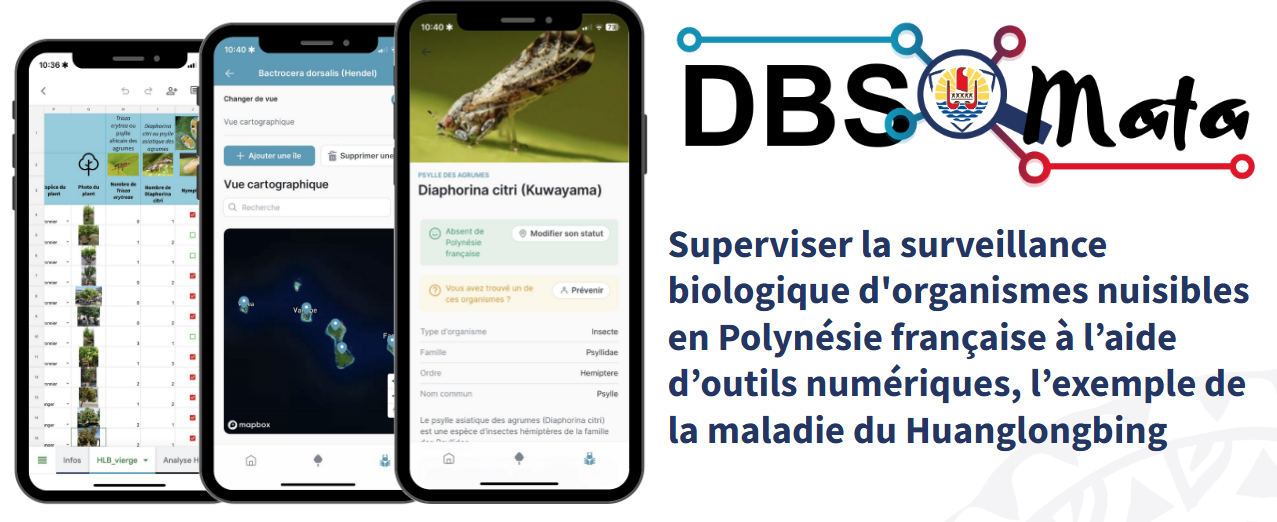 10:36
Trioza
erytreae ou
psylle
africain des
agrumes
Diaphorina
citri ou psylle
asiatique des
agrumes
Photo du
plant
Nombre de
Trioza
erytreae
Nombre de
Diaphorina
citri
Infos
HLB_vierge
Analyse H
10:40
Bactrocera dorsalis (Hendel)
Changer de vue
Vue cartographique
+ Ajouter une île
Supprimer une
Vue cartographique
Recherche
mapbox
10:40
73
PSYLLE DES AGRUMES
Diaphorina citri (Kuwayama)
Absent de
Polynésie
française
Modifier son statut
Vous avez trouvé un de
ces organismes ?
Prévenir
Type d'organisme Insecte
Famille Psyllidae
Ordre Hemiptere
Nom commun Psylle
Le psylle asiatique des agrumes (Diaphorina citri)
est une espèce d'insectes hémiptères de la famille
des Psyllidae
DBS Mata
Superviser la surveillance
biologique d'organismes nuisibles
en Polynésie française à l’aide
d’outils numériques, l’exemple de
la maladie du Huanglongbing